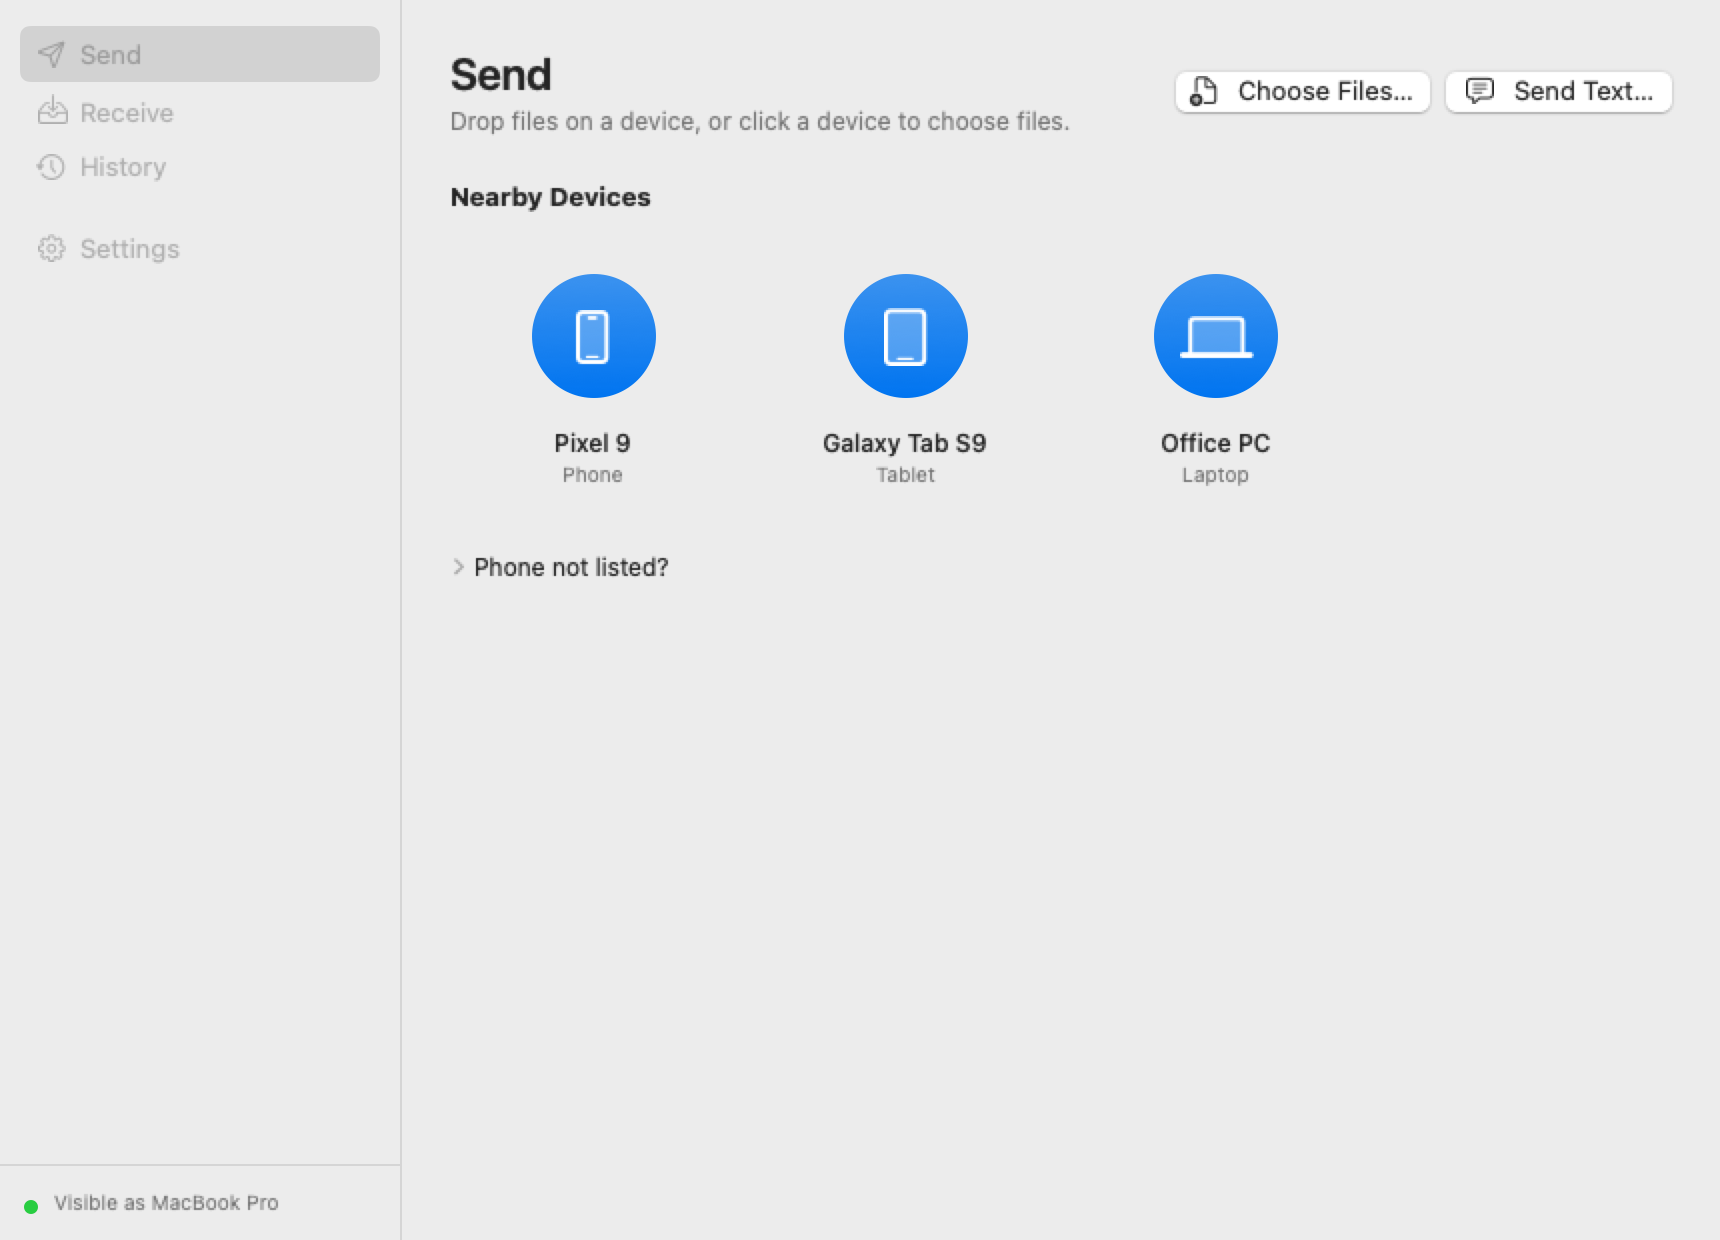 Send
Receive
History
Settings
Visible as MacBook Pro
Send
Drop files on a device, or click a device to choose files.
Choose Files...
Send Text...
Nearby Devices
Pixel 9
Phone
Galaxy Tab S9
Tablet
Office PC
Laptop
Phone not listed?